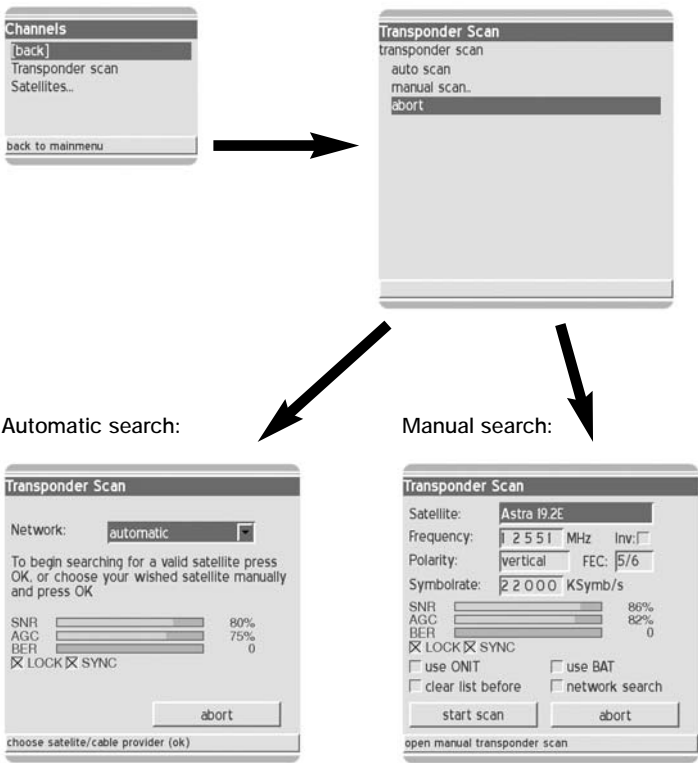 Channels
[back]
Transponder scan
Satellites...
back to mainmenu
Transponder Scan
transponder scan
auto scan
manual scan..
abort
Automatic search:
Transponder Scan
Network: automatic
To begin searching for a valid satellite press
OK, or choose your wished satellite manually
and press OK
SNR 80%
AGC 75%
BER 0
LOCK SYNC
abort
choose satelite/cable provider (ok)
Manual search:
Transponder Scan
Satellite: Astra 19.2E
Frequency: 12551 MHz Inv:
Polarity: vertical FEC: 5/6
Symbolrate: 22000 KSymb/s
SNR 86%
AGC 82%
BER 0
LOCK SYNC
use ONIT use BAT
clear list before network search
start scan abort
open manual transponder scan